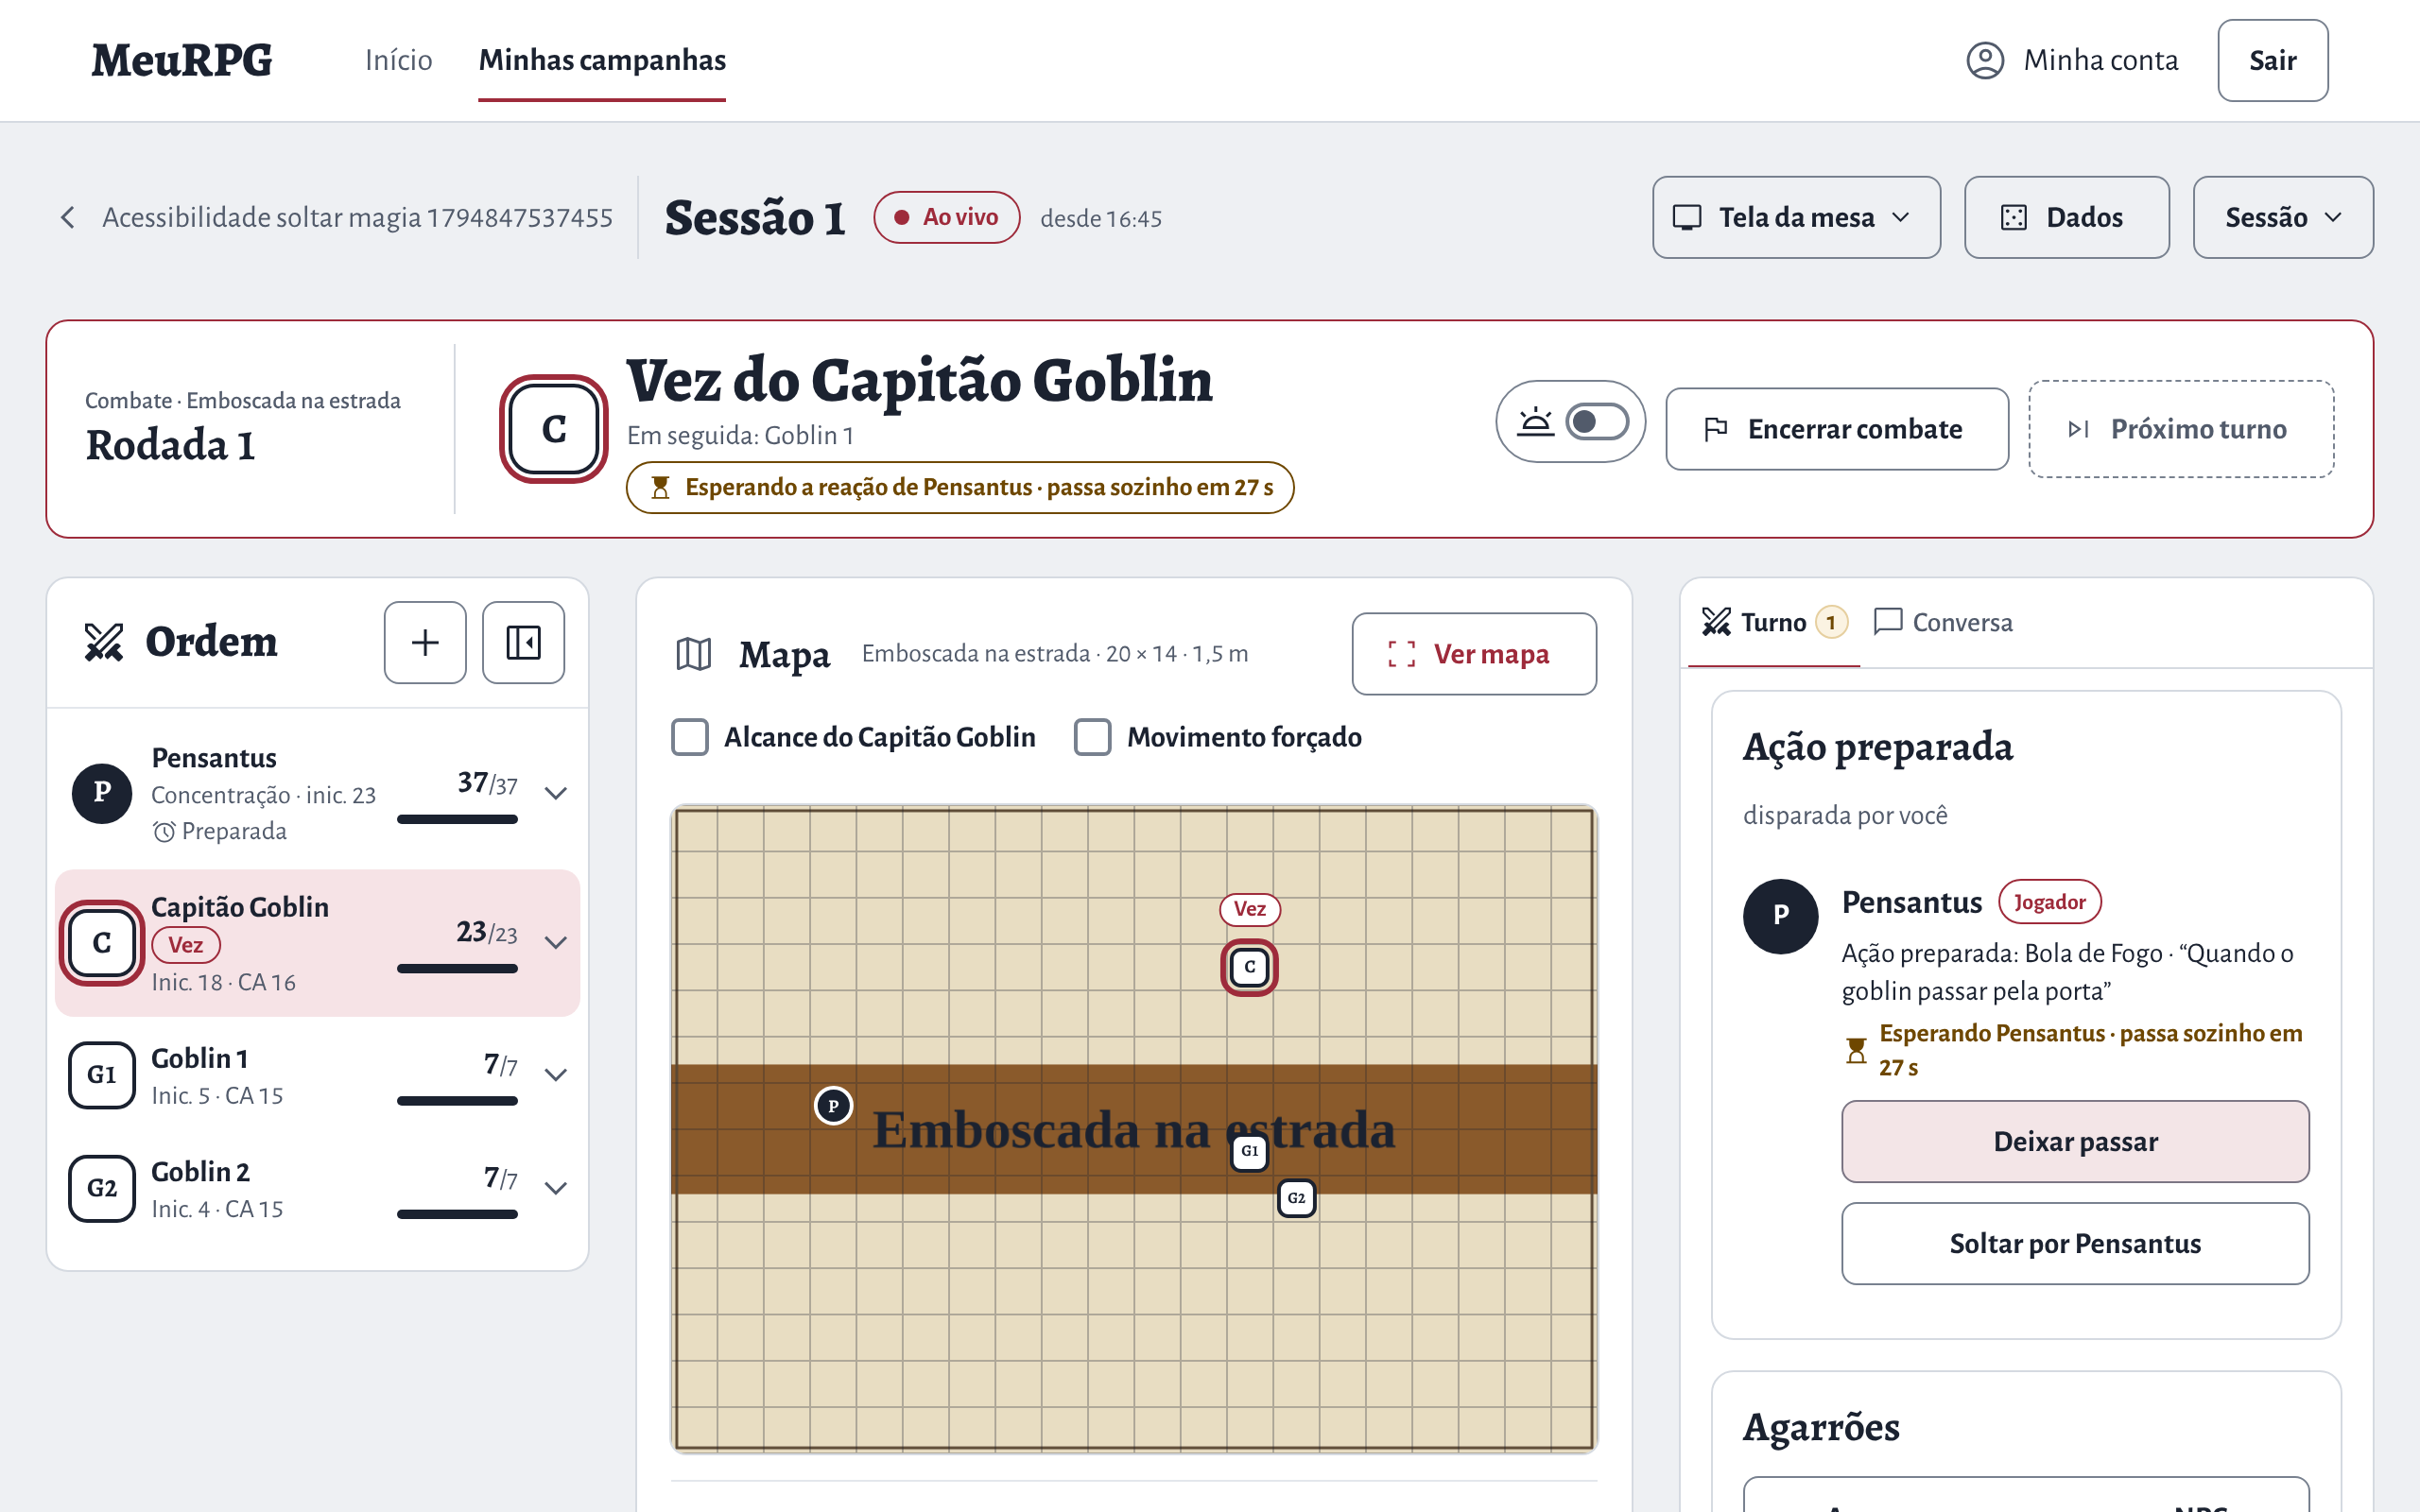 MeuRPG
Início
Minhas campanhas
Minha conta
Sair
Acessibilidade soltar magia 1794847537455
Sessão 1
Ao vivo
desde 16:45
Tela da mesa
Dados
Sessão
Combate · Emboscada na estrada
Rodada 1
C
Vez do Capitão Goblin
Em seguida: Goblin 1
Esperando a reação de Pensantus · passa sozinho em 27 s
Encerrar combate
Próximo turno
Ordem
P
Pensantus
Concentração · inic. 23
Preparada
37/37
C
Capitão Goblin
Vez
Inic. 18 · CA 16
23/23
G1
Goblin 1
Inic. 5 · CA 15
7/7
G2
Goblin 2
Inic. 4 · CA 15
7/7
Mapa
Emboscada na estrada · 20 × 14 · 1,5 m
Ver mapa
Alcance do Capitão Goblin
Movimento forçado
Vez
C
P
Emboscada na estrada
G1
G2
Turno
1
Conversa
Ação preparada
disparada por você
P
Pensantus
Jogador
Ação preparada: Bola de Fogo · “Quando o
goblin passar pela porta”
Esperando Pensantus · passa sozinho em
27 s
Deixar passar
Soltar por Pensantus
Agarrões